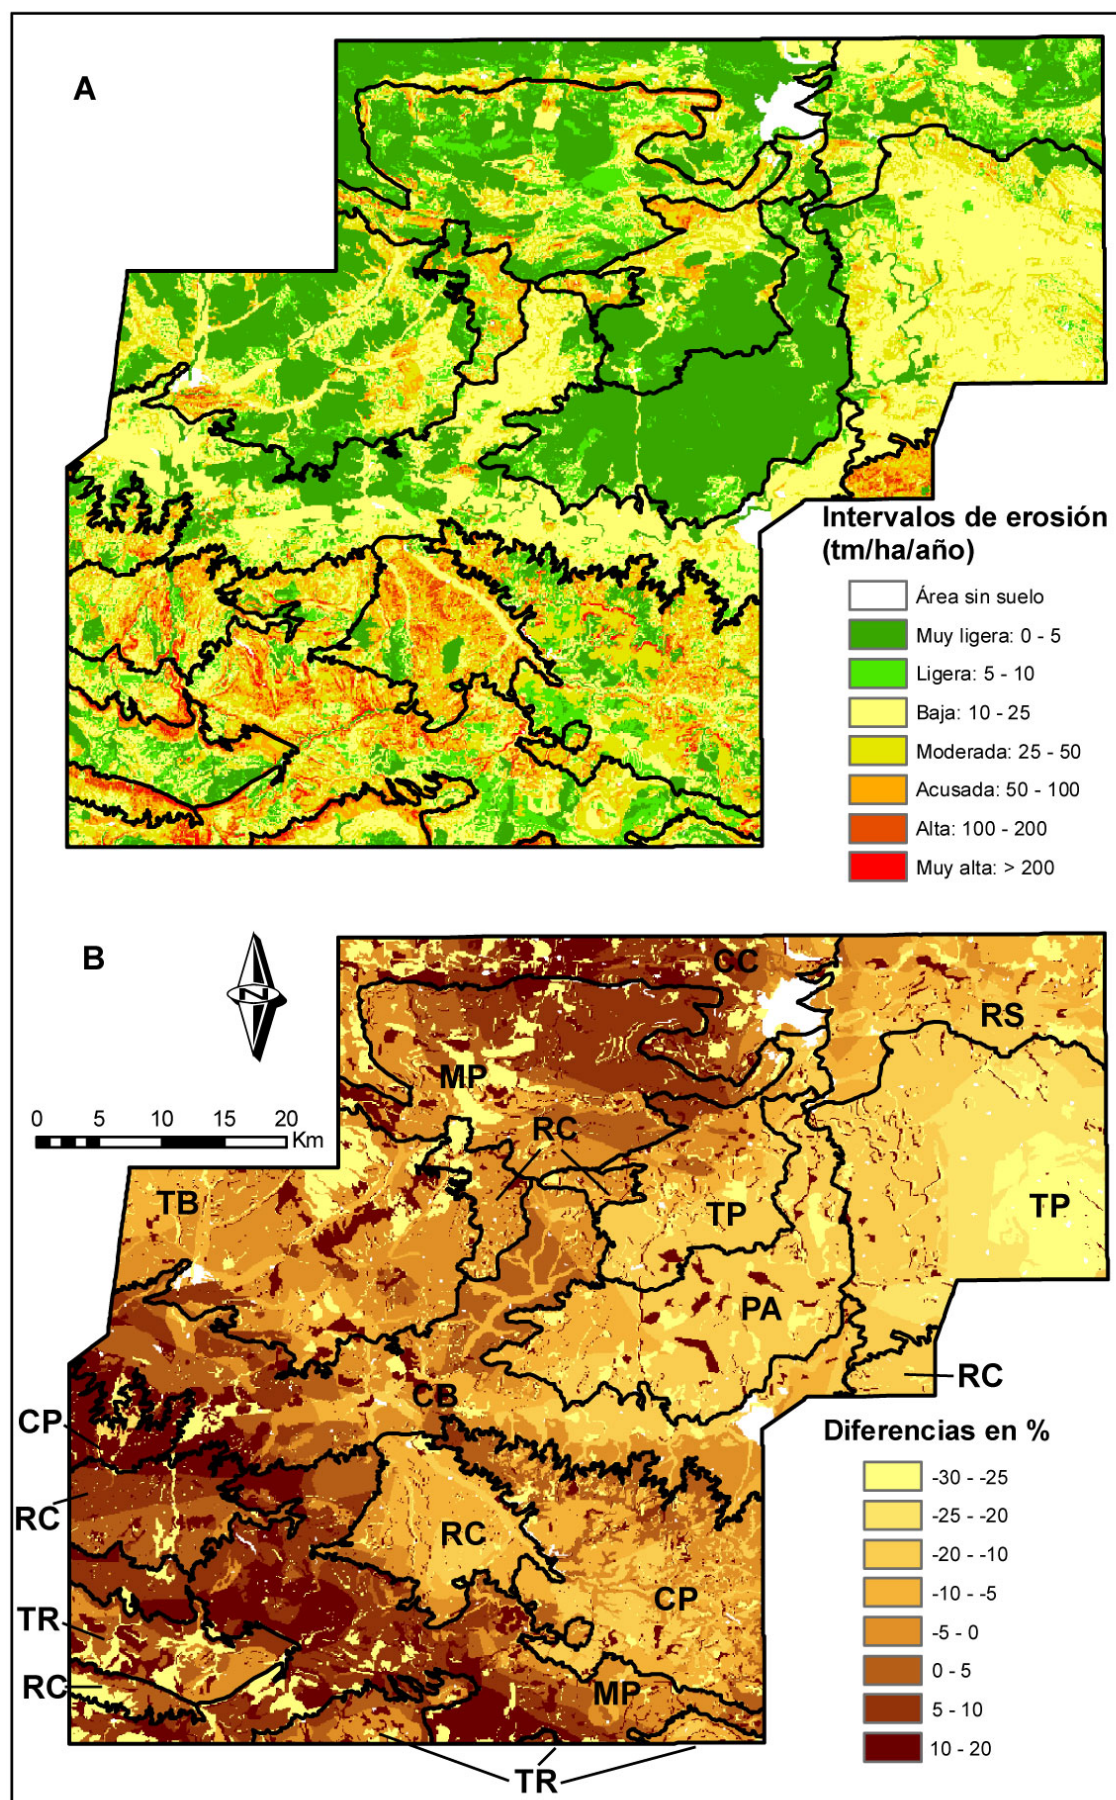 A
Intervalos de erosión
(tm/ha/año)
Área sin suelo
Muy ligera: 0 - 5
Ligera: 5 - 10
Baja: 10 - 25
Moderada: 25 - 50
Acusada: 50 - 100
Alta: 100 - 200
Muy alta: > 200
B
N
CC
RS
MP
0 5 10 15 20
Km
RC
TB
TP
TP
PA
RC
CB
CP
Diferencias en %
-30 - -25
-25 - -20
-20 - -10
-10 - -5
-5 - 0
0 - 5
5 - 10
10 - 20
RC
RC
CP
TR
RC
MP
TR